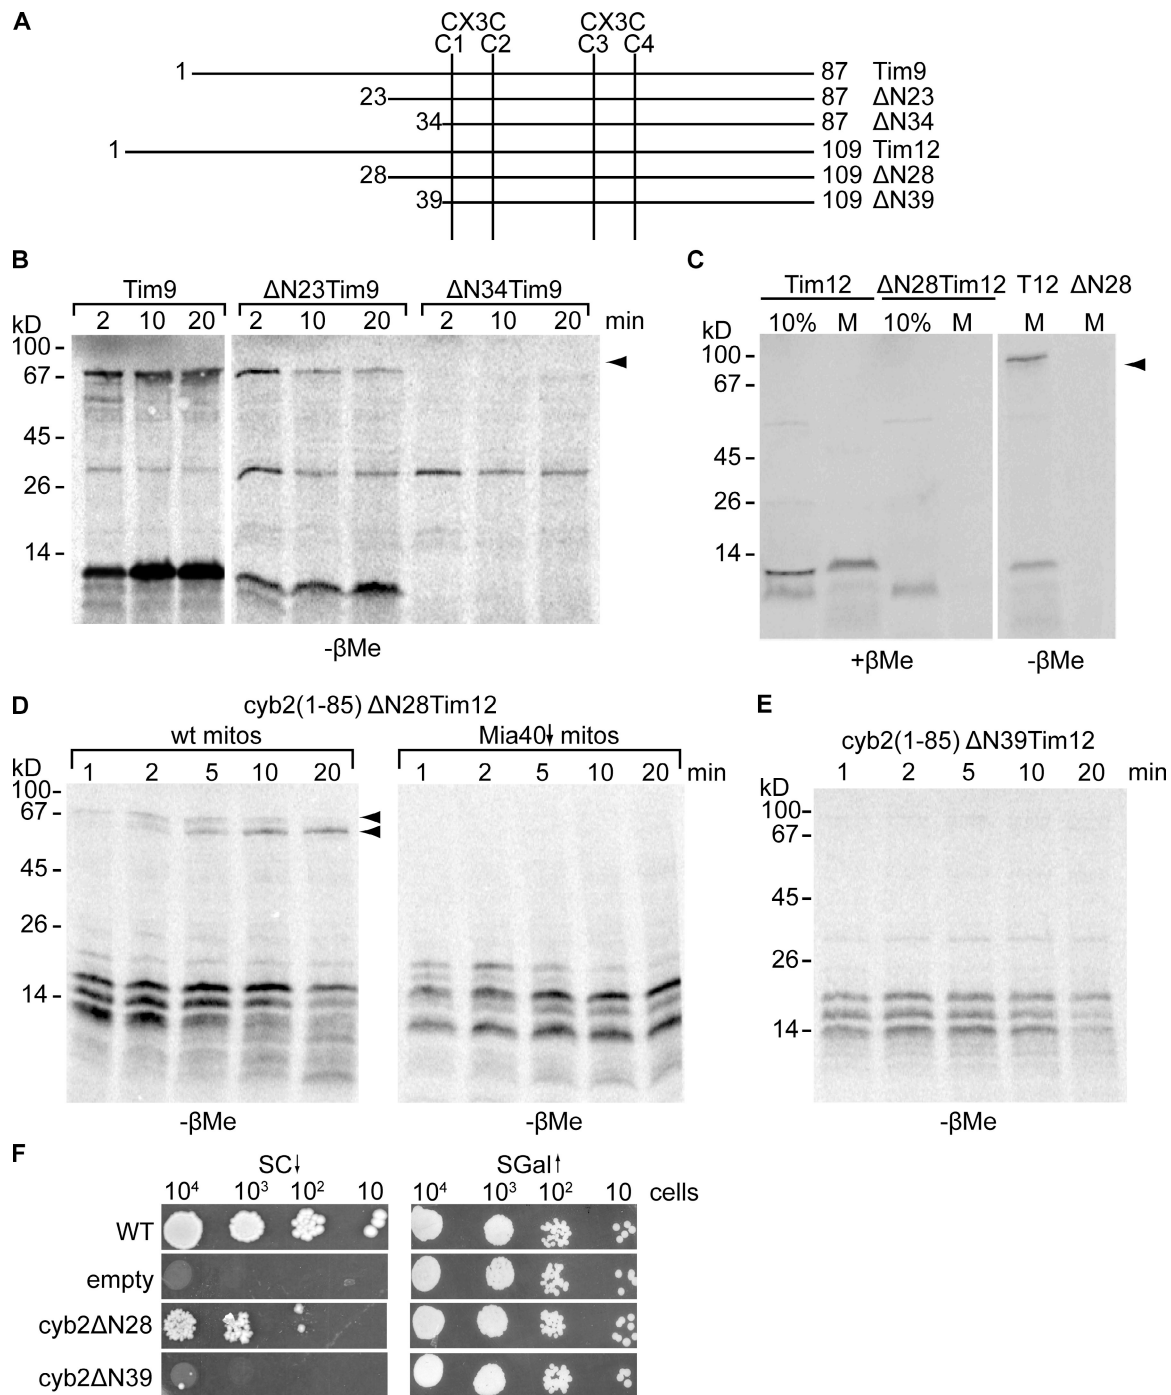 A
CX3C CX3C
C1 C2 C3 C4
1 87 Tim9
23 87 ΔN23
34 87 ΔN34
1 109 Tim12
28 109 ΔN28
39 109 ΔN39
B
Tim9 ΔN23Tim9 ΔN34Tim9
kD 2 10 20 2 10 20 2 10 20 min
100-
67-
45-
26-
14-
-βMe
C
Tim12 ΔN28Tim12 T12 ΔN28
kD 10% M 10% M M M
100-
67-
45-
26-
14-
+βMe -βMe
D
cyb2(1-85) ΔN28Tim12
wt mitos Mia40↓ mitos
kD 1 2 5 10 20 1 2 5 10 20 min
100-
67-
45-
26-
14-
-βMe -βMe
E
cyb2(1-85) ΔN39Tim12
1 2 5 10 20 min
kD
100-
67-
45-
26-
14-
-βMe
F
SC↓ SGal↑
10⁴ 10³ 10² 10 10⁴ 10³ 10² 10 cells
WT
empty
cyb2ΔN28
cyb2ΔN39